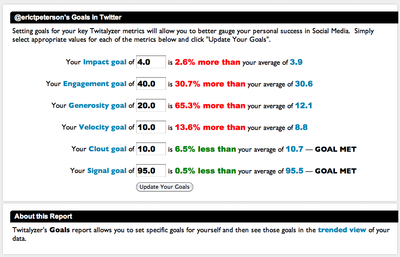 @erictpeterson's Goals in Twitter
Setting goals for your key Twitalyzer metrics will allow you to better gauge your personal success in Social Media. Simply
select appropriate values for each of the metrics below and click "Update Your Goals".
Your Impact goal of 4.0 is 2.6% more than your average of 3.9
Your Engagement goal of 40.0 is 30.7% more than your average of 30.6
Your Generosity goal of 20.0 is 65.3% more than your average of 12.1
Your Velocity goal of 10.0 is 13.6% more than your average of 8.8
Your Clout goal of 10.0 is 6.5% less than your average of 10.7 — GOAL MET
Your Signal goal of 95.0 is 0.5% less than your average of 95.5 — GOAL MET
Update Your Goals
About this Report
Twitalyzer's Goals report allows you to set specific goals for yourself and then see those goals in the trended view of your
data.